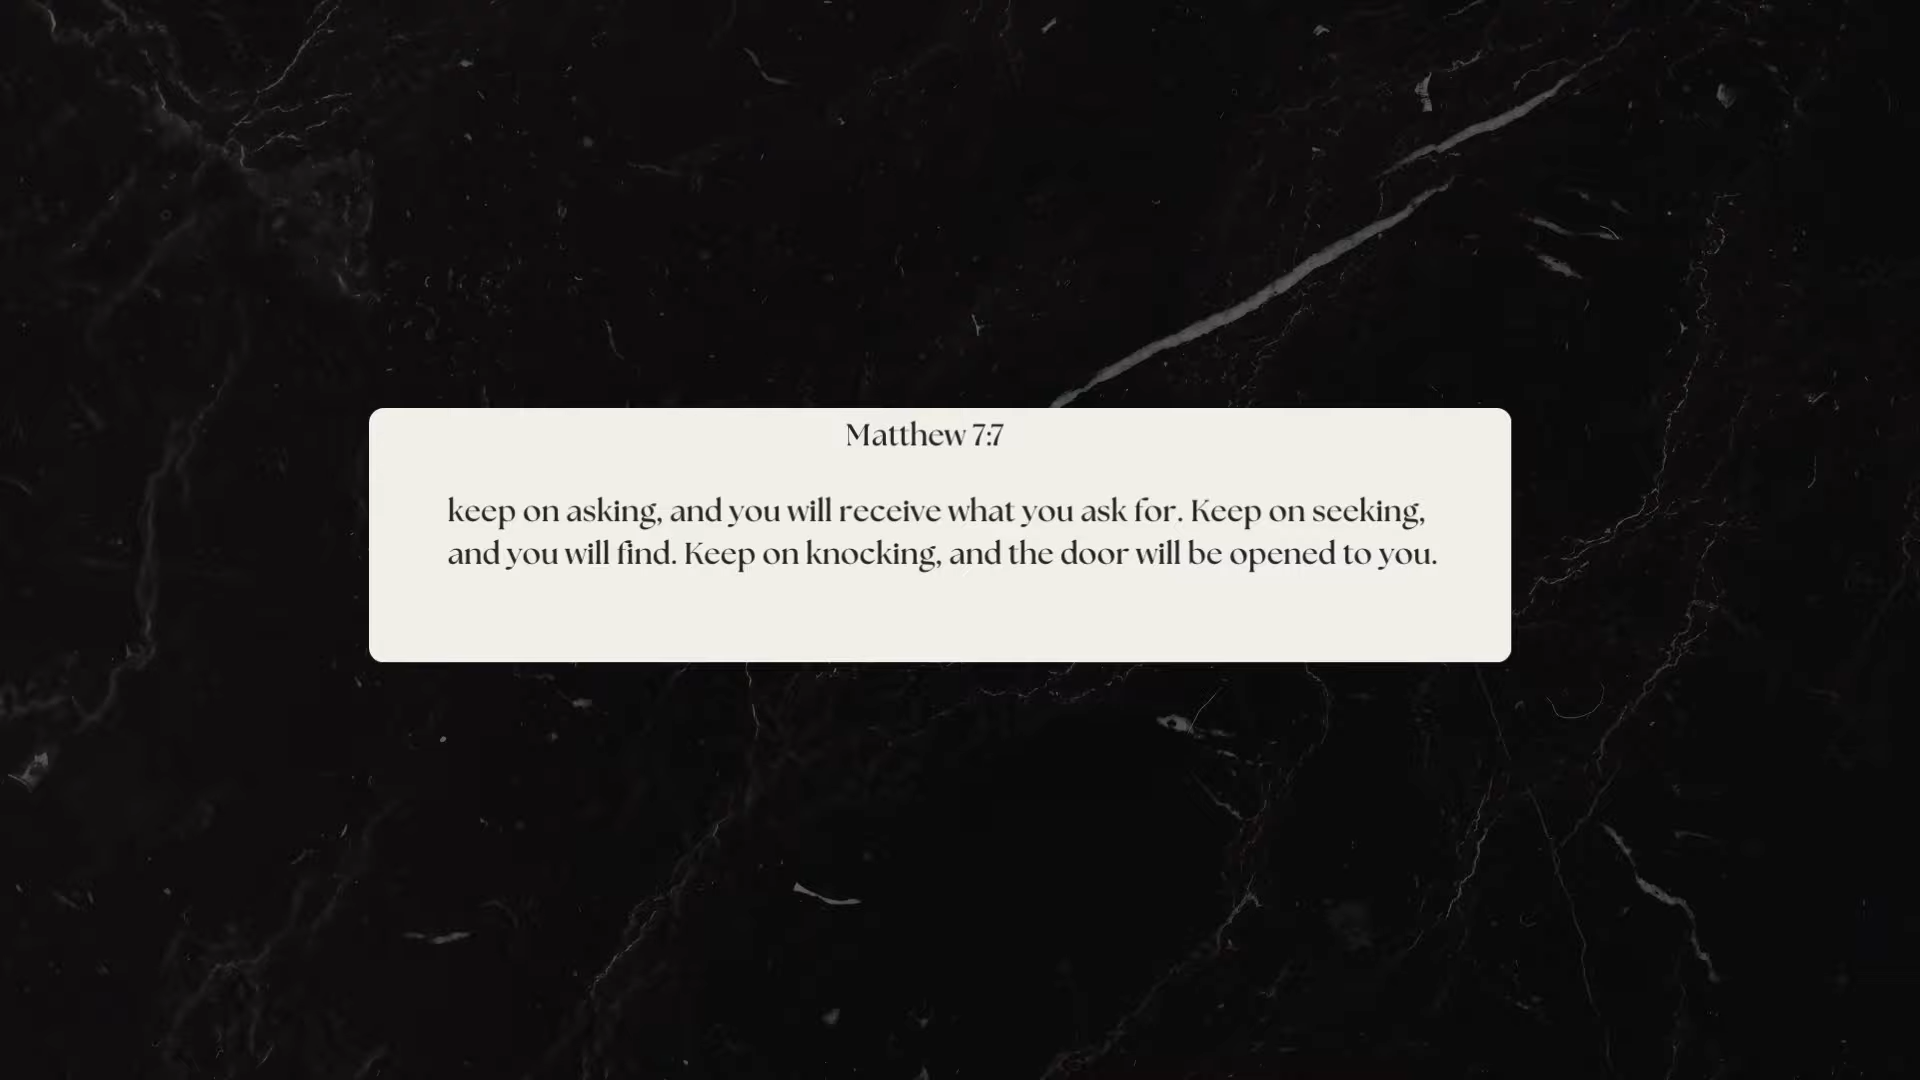 Matthew 7:7
keep on asking, and you will receive what you ask for. Keep on seeking,
and you will find. Keep on knocking, and the door will be opened to you.